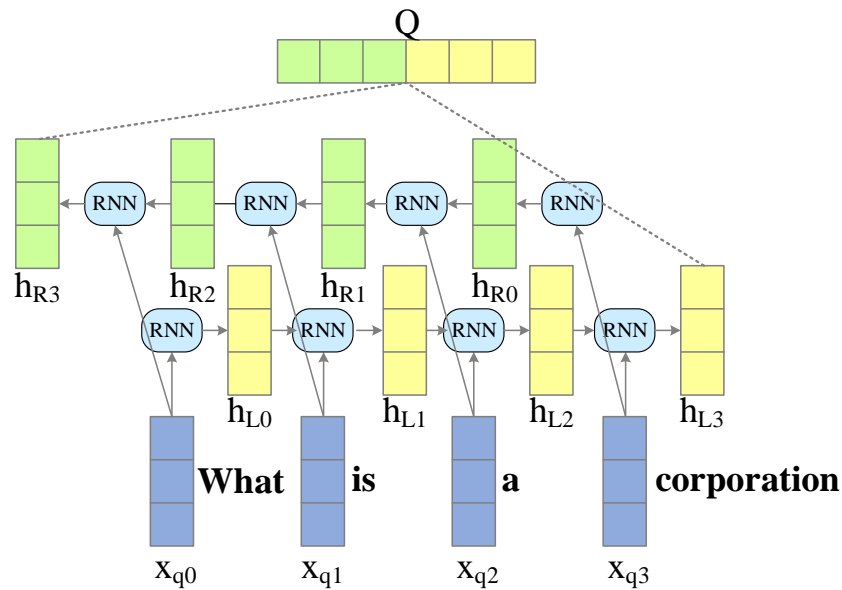 Q
RNN RNN RNN RNN
h_R3 h_R2 h_R1 h_R0
RNN RNN RNN RNN
h_L0 h_L1 h_L2 h_L3
What is a corporation
x_q0 x_q1 x_q2 x_q3